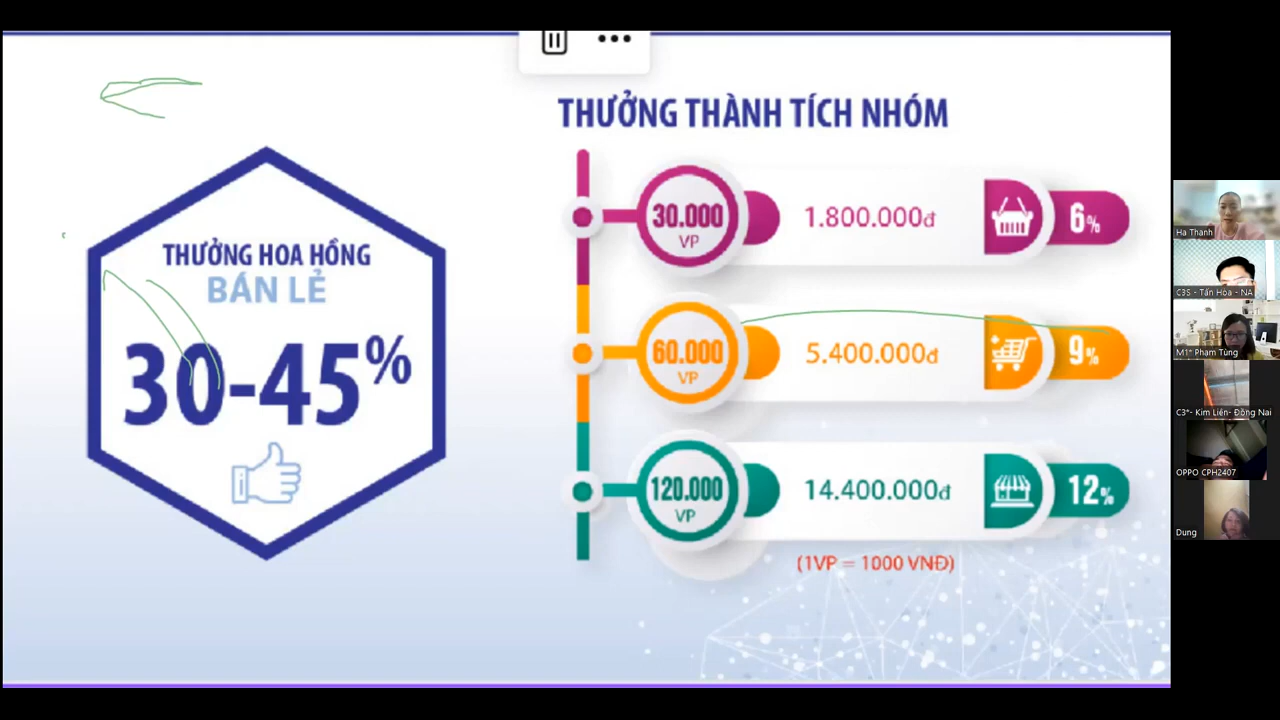 THƯỞNG HOA HỒNG
BÁN LẺ
30-45%
THƯỞNG THÀNH TÍCH NHÓM
30.000
VP
1.800.000đ
6%
60.000
VP
5.400.000đ
9%
120.000
VP
14.400.000đ
12%
(1VP = 1000 VNĐ)
Ha Thanh
C3S - Tấn Hòa - NA
M1* Phạm Tùng
C3*- Kim Liên- Đồng Nai
OPPO CPH2407
Dung